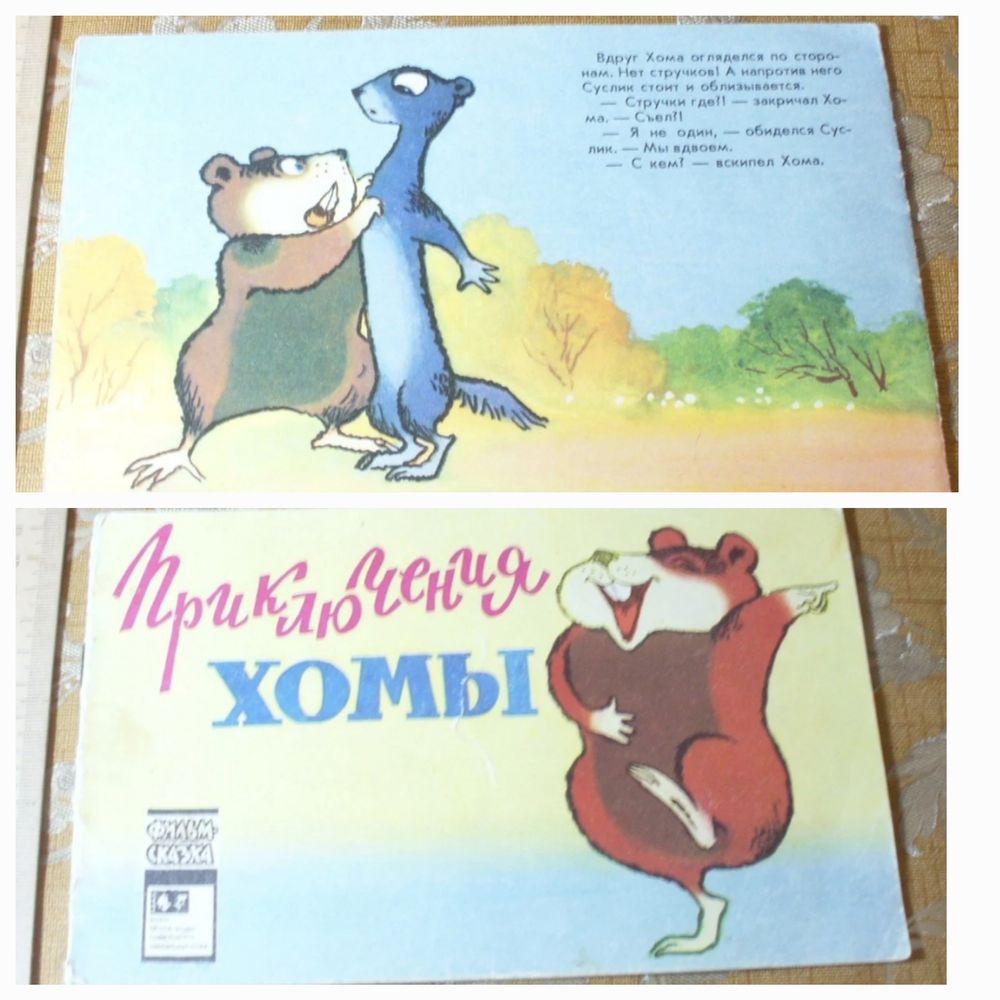 Вдруг Хома огляделся по сторо-
нам. Нет стручков! А напротив него
Суслик стоит и облизывается.
— Стручки где?! — закричал Хо-
ма, — Съел?!
— Я не один, — обиделся Сус-
лик. — Мы вдвоем.
— С кем? — вскипел Хома.
Приключения
ХОМЫ
ФИЛЬМ-
СКАЗКА